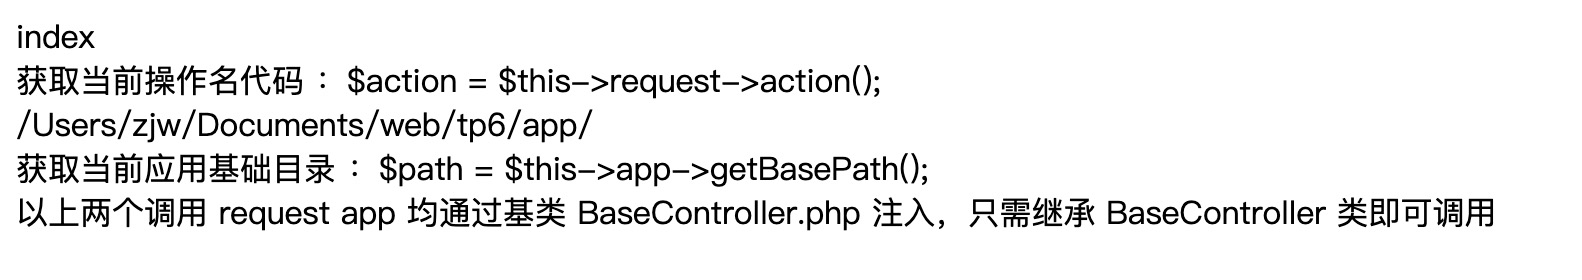 index
获取当前操作名代码 ：$action = $this->request->action();
/Users/zjw/Documents/web/tp6/app/
获取当前应用基础目录 ：$path = $this->app->getBasePath();
以上两个调用 request app 均通过基类 BaseController.php 注入，只需继承 BaseController 类即可调用